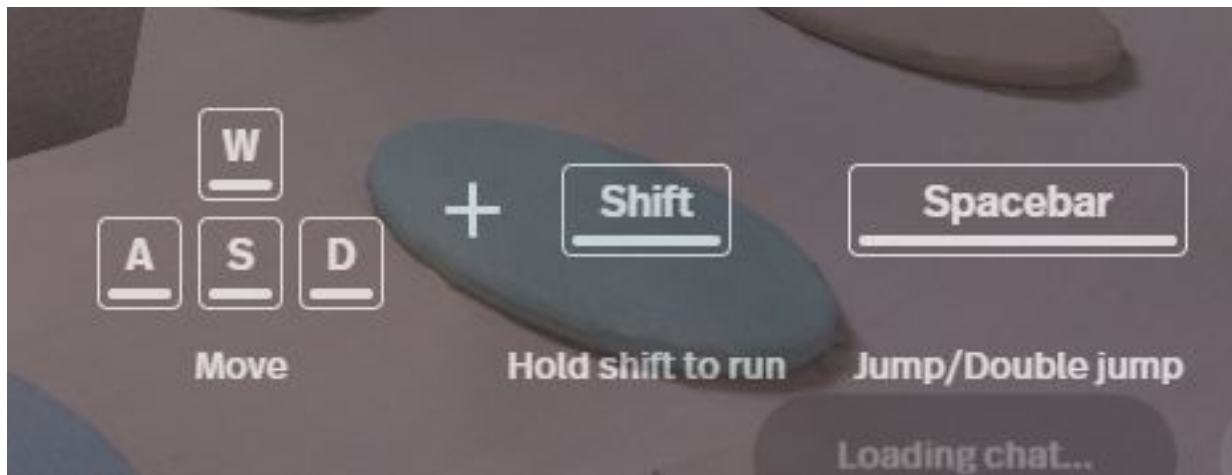 W
A S D + Shift Spacebar
Move Hold shift to run Jump/Double jump
Loading chat...